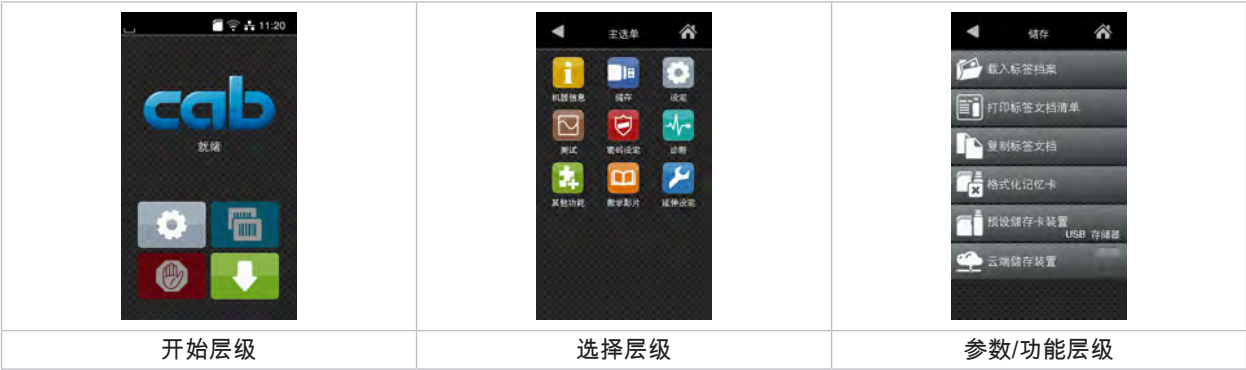 11:20
cab
就绪
开始层级
主选单
机器信息 储存 设定
测试 密码设定 诊断
其他功能 教学影片 延伸设定
选择层级
储存
载入标签档案
打印标签文档清单
复制标签文档
格式化记忆卡
预设储存卡装置
USB 存储器
云端储存装置
参数/功能层级